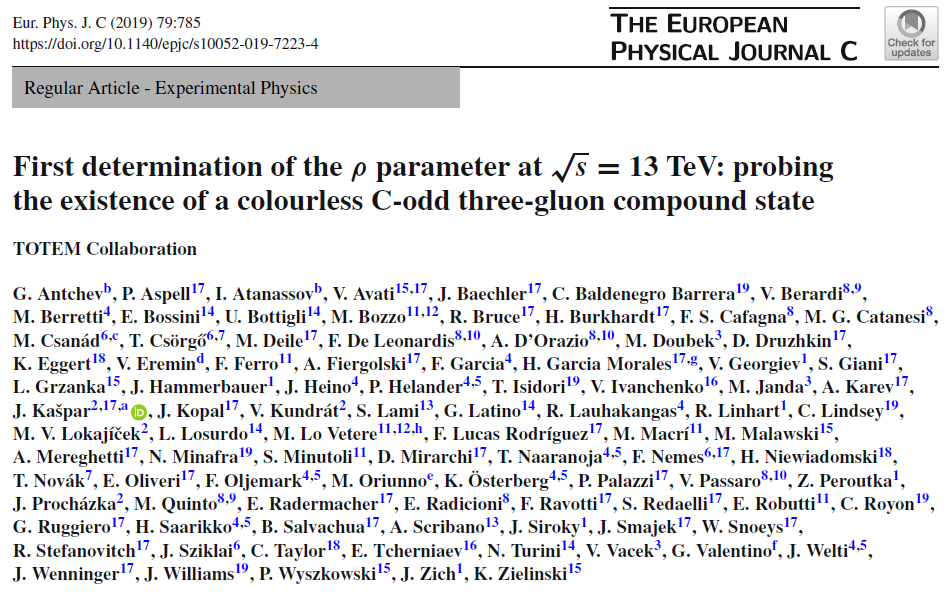 Eur. Phys. J. C (2019) 79:785
https://doi.org/10.1140/epjc/s10052-019-7223-4
THE EUROPEAN
PHYSICAL JOURNAL C
Check for
updates
Regular Article - Experimental Physics
First determination of the ρ parameter at √s = 13 TeV: probing
the existence of a colourless C-odd three-gluon compound state
TOTEM Collaboration
G. Antchev^b, P. Aspell^17, I. Atanassov^b, V. Avati^15,17, J. Baechler^17, C. Baldenegro Barrera^19, V. Berardi^8,9,
M. Berretti^4, E. Bossini^14, U. Bottigli^14, M. Bozzo^11,12, R. Bruce^17, H. Burkhardt^17, F. S. Cafagna^8, M. G. Catanesi^8,
M. Csanád^6,c, T. Csörgő^6,7, M. Deile^17, F. De Leonardis^8,10, A. D'Orazio^8,10, M. Doubek^3, D. Druzhkin^17,
K. Eggert^18, V. Eremin^d, F. Ferro^11, A. Fiergolski^17, F. Garcia^4, H. Garcia Morales^17,g, V. Georgiev^1, S. Giani^17,
L. Grzanka^15, J. Hammerbauer^1, J. Heino^4, P. Helander^4,5, T. Isidori^19, V. Ivanchenko^16, M. Janda^3, A. Karev^17,
J. Kašpar^2,17,a iD, J. Kopal^17, V. Kundrát^2, S. Lami^13, G. Latino^14, R. Lauhakangas^4, R. Linhart^1, C. Lindsey^19,
M. V. Lokajíček^2, L. Losurdo^14, M. Lo Vetere^11,12,h, F. Lucas Rodríguez^17, M. Macrí^11, M. Malawski^15,
A. Mereghetti^17, N. Minafra^19, S. Minutoli^11, D. Mirarchi^17, T. Naaranoja^4,5, F. Nemes^6,17, H. Niewiadomski^18,
T. Novák^7, E. Oliveri^17, F. Oljemark^4,5, M. Oriunno^e, K. Österberg^4,5, P. Palazzi^17, V. Passaro^8,10, Z. Peroutka^1,
J. Procházka^2, M. Quinto^8,9, E. Radermacher^17, E. Radicioni^8, F. Ravotti^17, S. Redaelli^17, E. Robutti^11, C. Royon^19,
G. Ruggiero^17, H. Saarikko^4,5, B. Salvachua^17, A. Scribano^13, J. Siroky^1, J. Smajek^17, W. Snoeys^17,
R. Stefanovitch^17, J. Sziklai^6, C. Taylor^18, E. Tcherniaev^16, N. Turini^14, V. Vacek^3, G. Valentino^f, J. Welti^4,5,
J. Wenninger^17, J. Williams^19, P. Wyszkowski^15, J. Zich^1, K. Zielinski^15